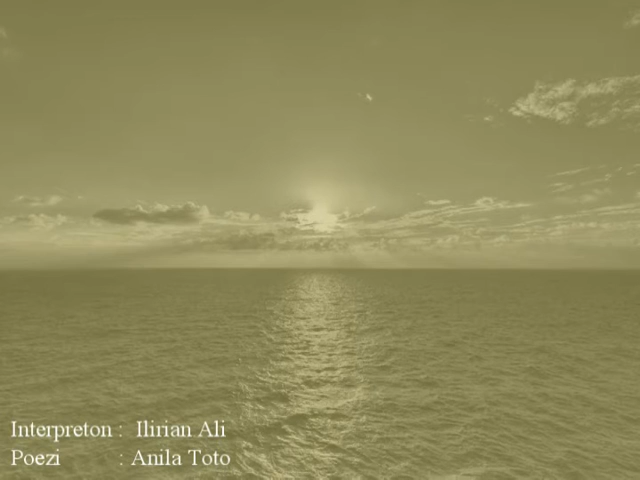 Interpreton : Ilirian Ali
Poezi : Anila Toto